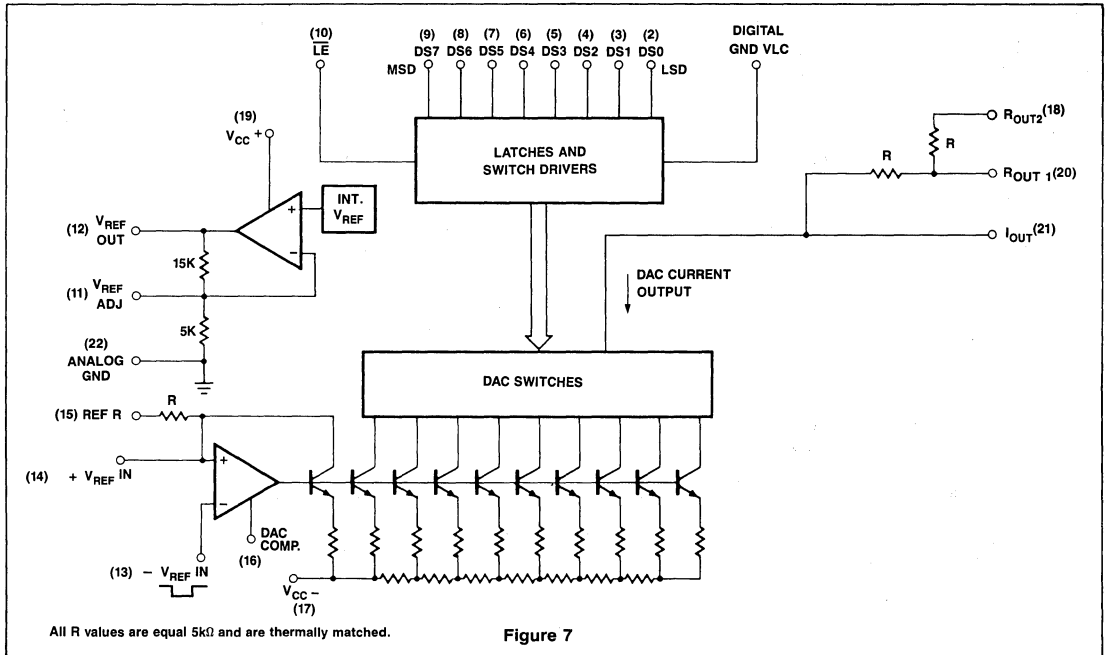 (10)
LE
(9) (8) (7) (6) (5) (4) (3) (2)
DS7 DS6 DS5 DS4 DS3 DS2 DS1 DS0
MSD
LSD
DIGITAL
GND VLC
(19)
VCC +
LATCHES AND
SWITCH DRIVERS
ROUT2 (18)
R
R
ROUT 1 (20)
IOUT (21)
INT.
VREF
+
−
(12) VREF
OUT
15K
(11) VREF
ADJ
5K
(22)
ANALOG
GND
DAC CURRENT
OUTPUT
DAC SWITCHES
R
(15) REF R
(14) + VREF IN
+
−
DAC
COMP.
(16)
(13) − VREF IN
VCC −
(17)
All R values are equal 5kΩ and are thermally matched.
Figure 7